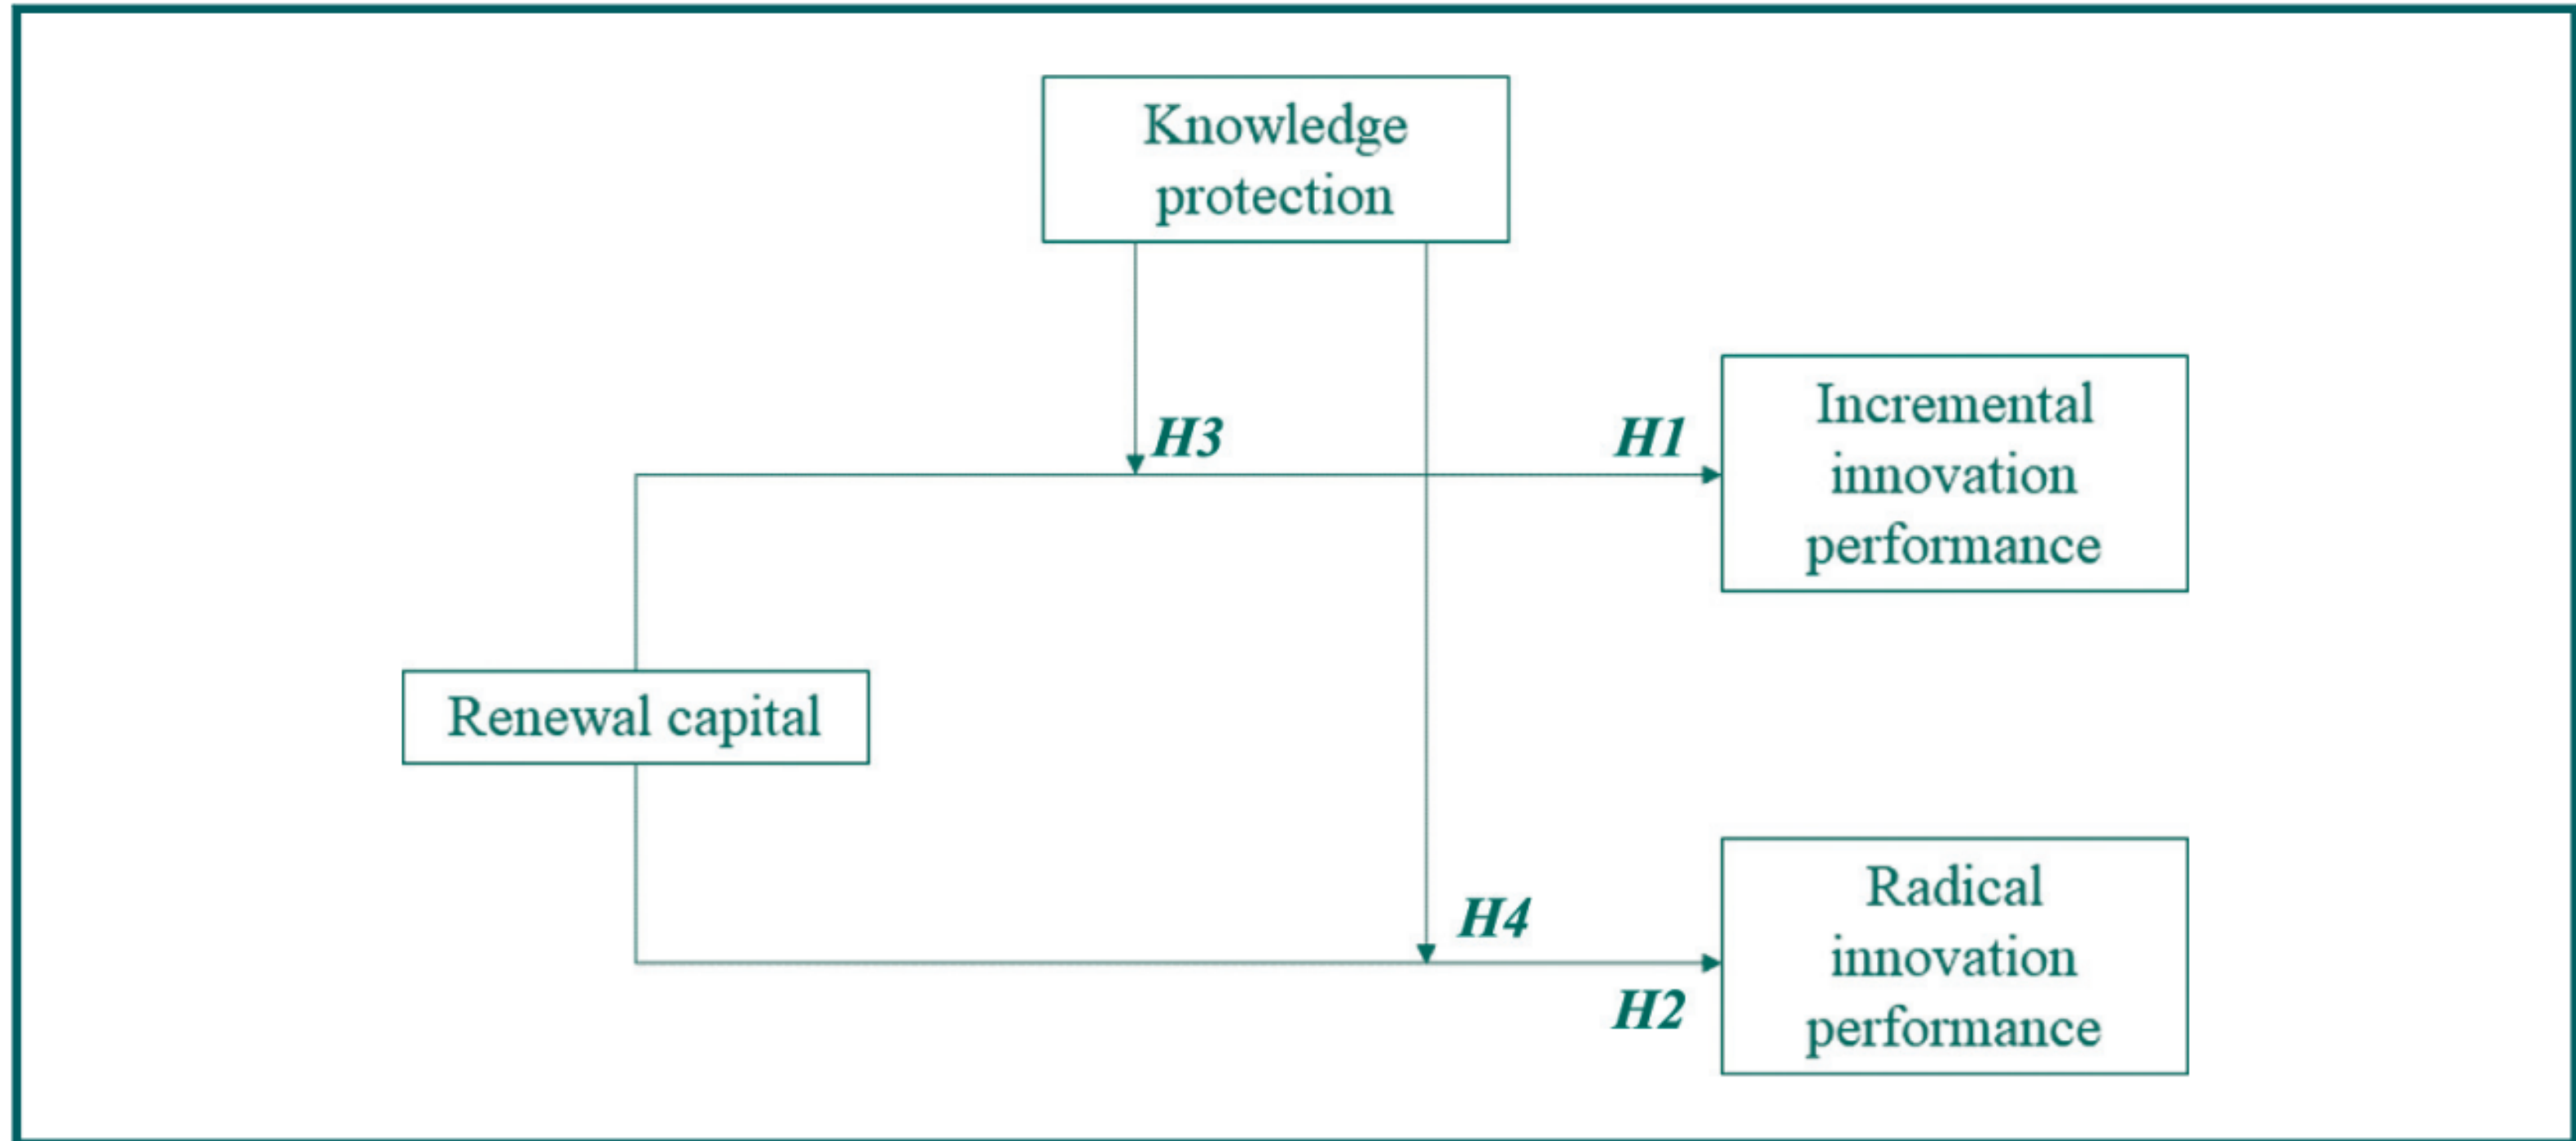 Knowledge
protection
H3
H1
Incremental
innovation
performance
Renewal capital
H4
H2
Radical
innovation
performance